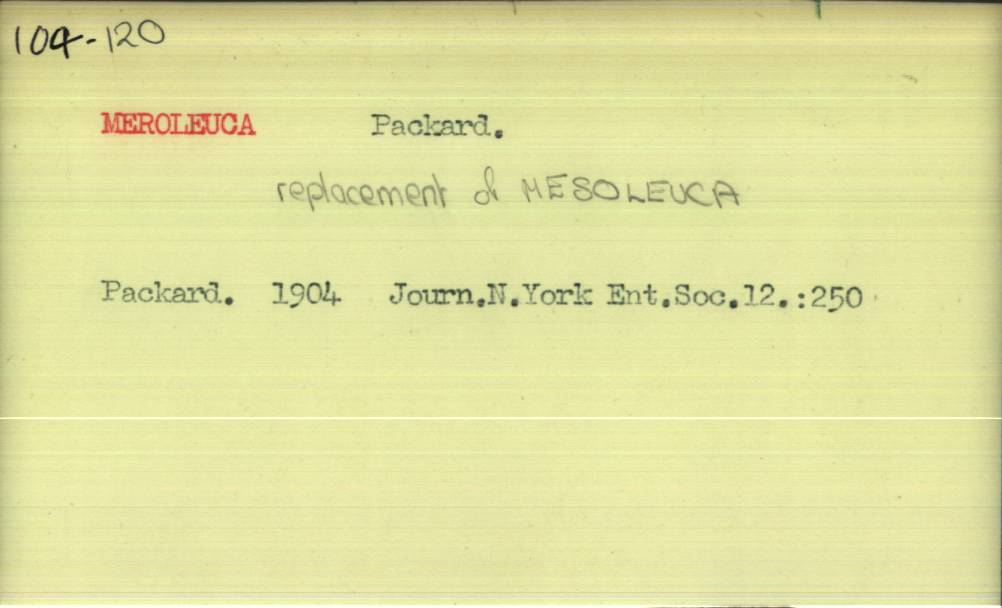 104-120
MEROLEUCA Packard.
replacement of MESOLEUCA
Packard. 1904 Journ.N.York Ent.Soc.12.:250